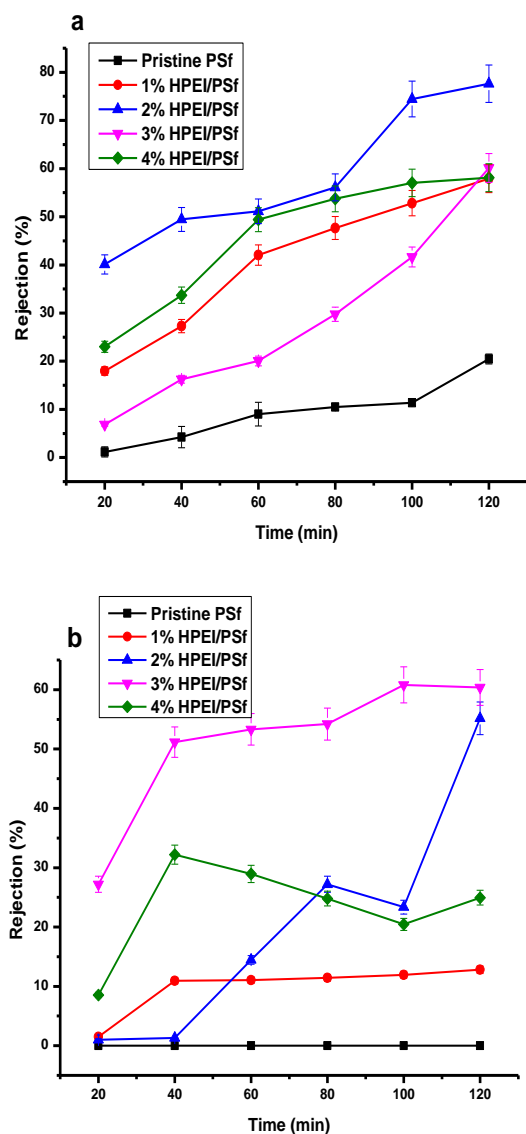 a
Pristine PSf
1% HPEI/PSf
2% HPEI/PSf
3% HPEI/PSf
4% HPEI/PSf
80
70
60
50
40
30
20
10
0
Rejection (%)
20 40 60 80 100 120
Time (min)
b
Pristine PSf
1% HPEI/PSf
2% HPEI/PSf
3% HPEI/PSf
4% HPEI/PSf
60
50
40
30
20
10
0
Rejection (%)
20 40 60 80 100 120
Time (min)